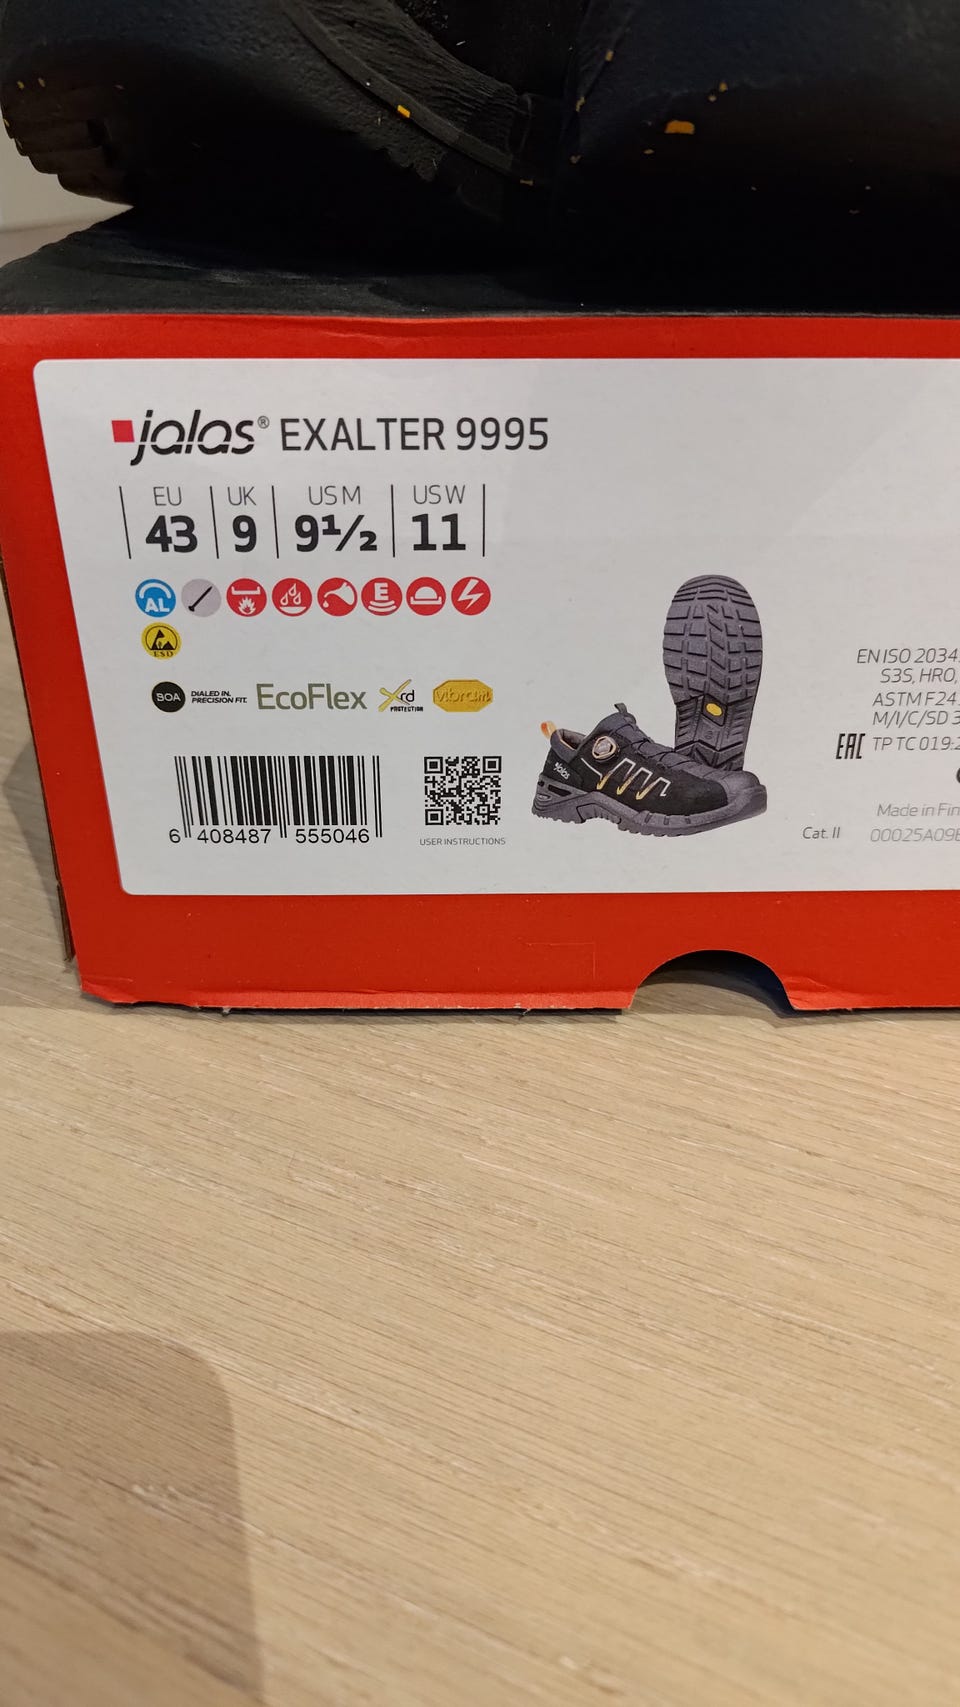 jalas® EXALTER 9995
EU UK US M US W
43 9 9½ 11
AL E
ESD
BOA DIALED IN. PRECISION FIT. EcoFlex Xrd PROTECTION vibram
jalas
6 408487 555046
USER INSTRUCTIONS
EN ISO 2034
S3S, HRO,
ASTM F24
M/I/C/SD
EAC TP TC 019:2
Made in Fin
Cat. II 00025A09